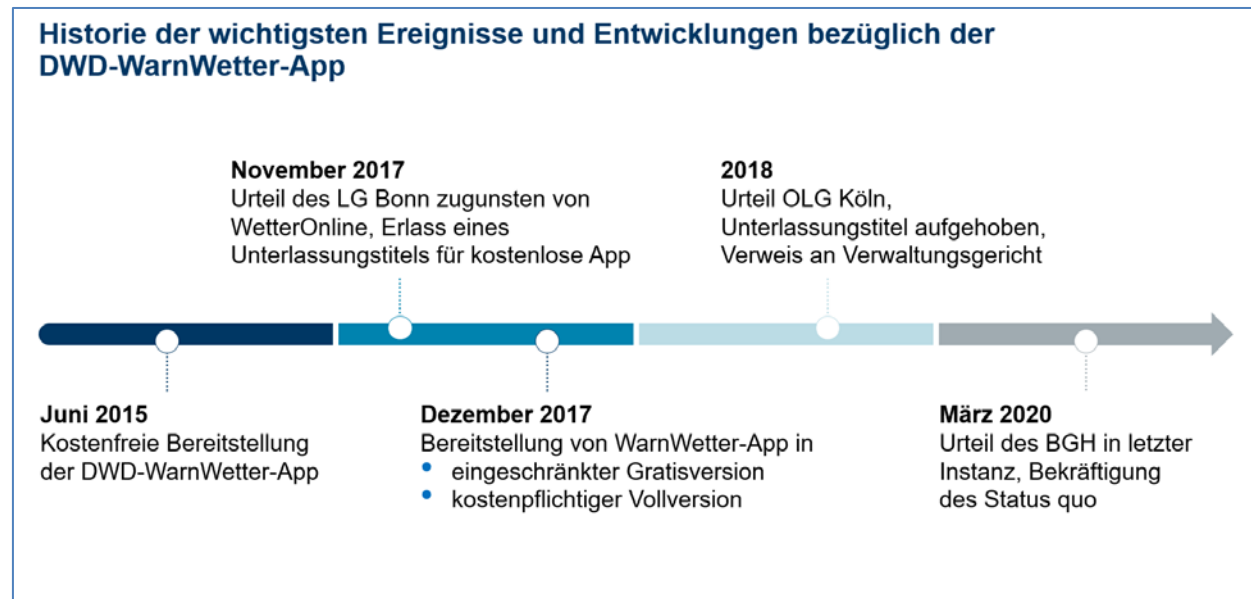 Historie der wichtigsten Ereignisse und Entwicklungen bezüglich der
DWD-WarnWetter-App
November 2017
Urteil des LG Bonn zugunsten von
WetterOnline, Erlass eines
Unterlassungstitels für kostenlose App
2018
Urteil OLG Köln,
Unterlassungstitel aufgehoben,
Verweis an Verwaltungsgericht
Juni 2015
Kostenfreie Bereitstellung
der DWD-WarnWetter-App
Dezember 2017
Bereitstellung von WarnWetter-App in
• eingeschränkter Gratisversion
• kostenpflichtiger Vollversion
März 2020
Urteil des BGH in letzter
Instanz, Bekräftigung
des Status quo